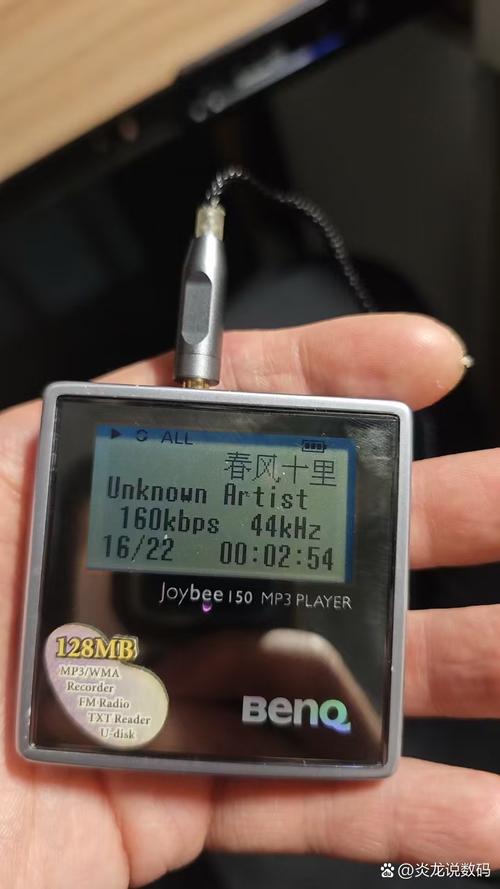 ALL
春风十里
Unknown Artist
160kbps 44kHz
16/22 00:02:54
Joybee 150 MP3 PLAYER
128MB
MP3/WMA
Recorder
FM Radio
TXT Reader
U-disk
BenQ
@炎龙说数码